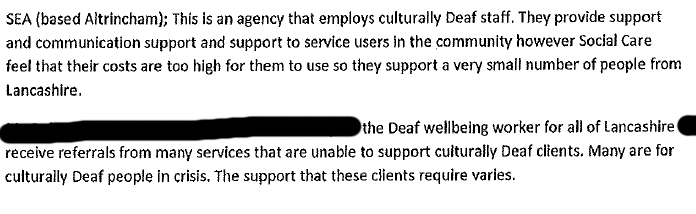 SEA (based Altrincham); This is an agency that employs culturally Deaf staff. They provide support
and communication support and support to service users in the community however Social Care
feel that their costs are too high for them to use so they support a very small number of people from
Lancashire.
the Deaf wellbeing worker for all of Lancashire
receive referrals from many services that are unable to support culturally Deaf clients. Many are for
culturally Deaf people in crisis. The support that these clients require varies.